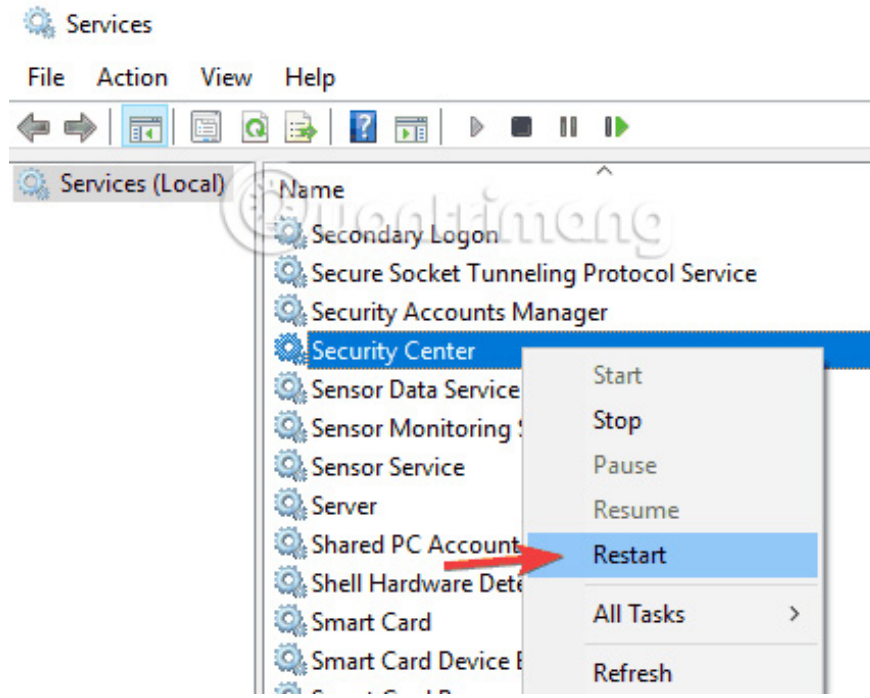 Services
File Action View Help
Services (Local)
Name
Quantrimang
Secondary Logon
Secure Socket Tunneling Protocol Service
Security Accounts Manager
Security Center
Start
Sensor Data Service
Stop
Sensor Monitoring
Pause
Sensor Service
Resume
Server
Restart
Shared PC Account
Shell Hardware Dete
All Tasks
Smart Card
Smart Card Device
Refresh